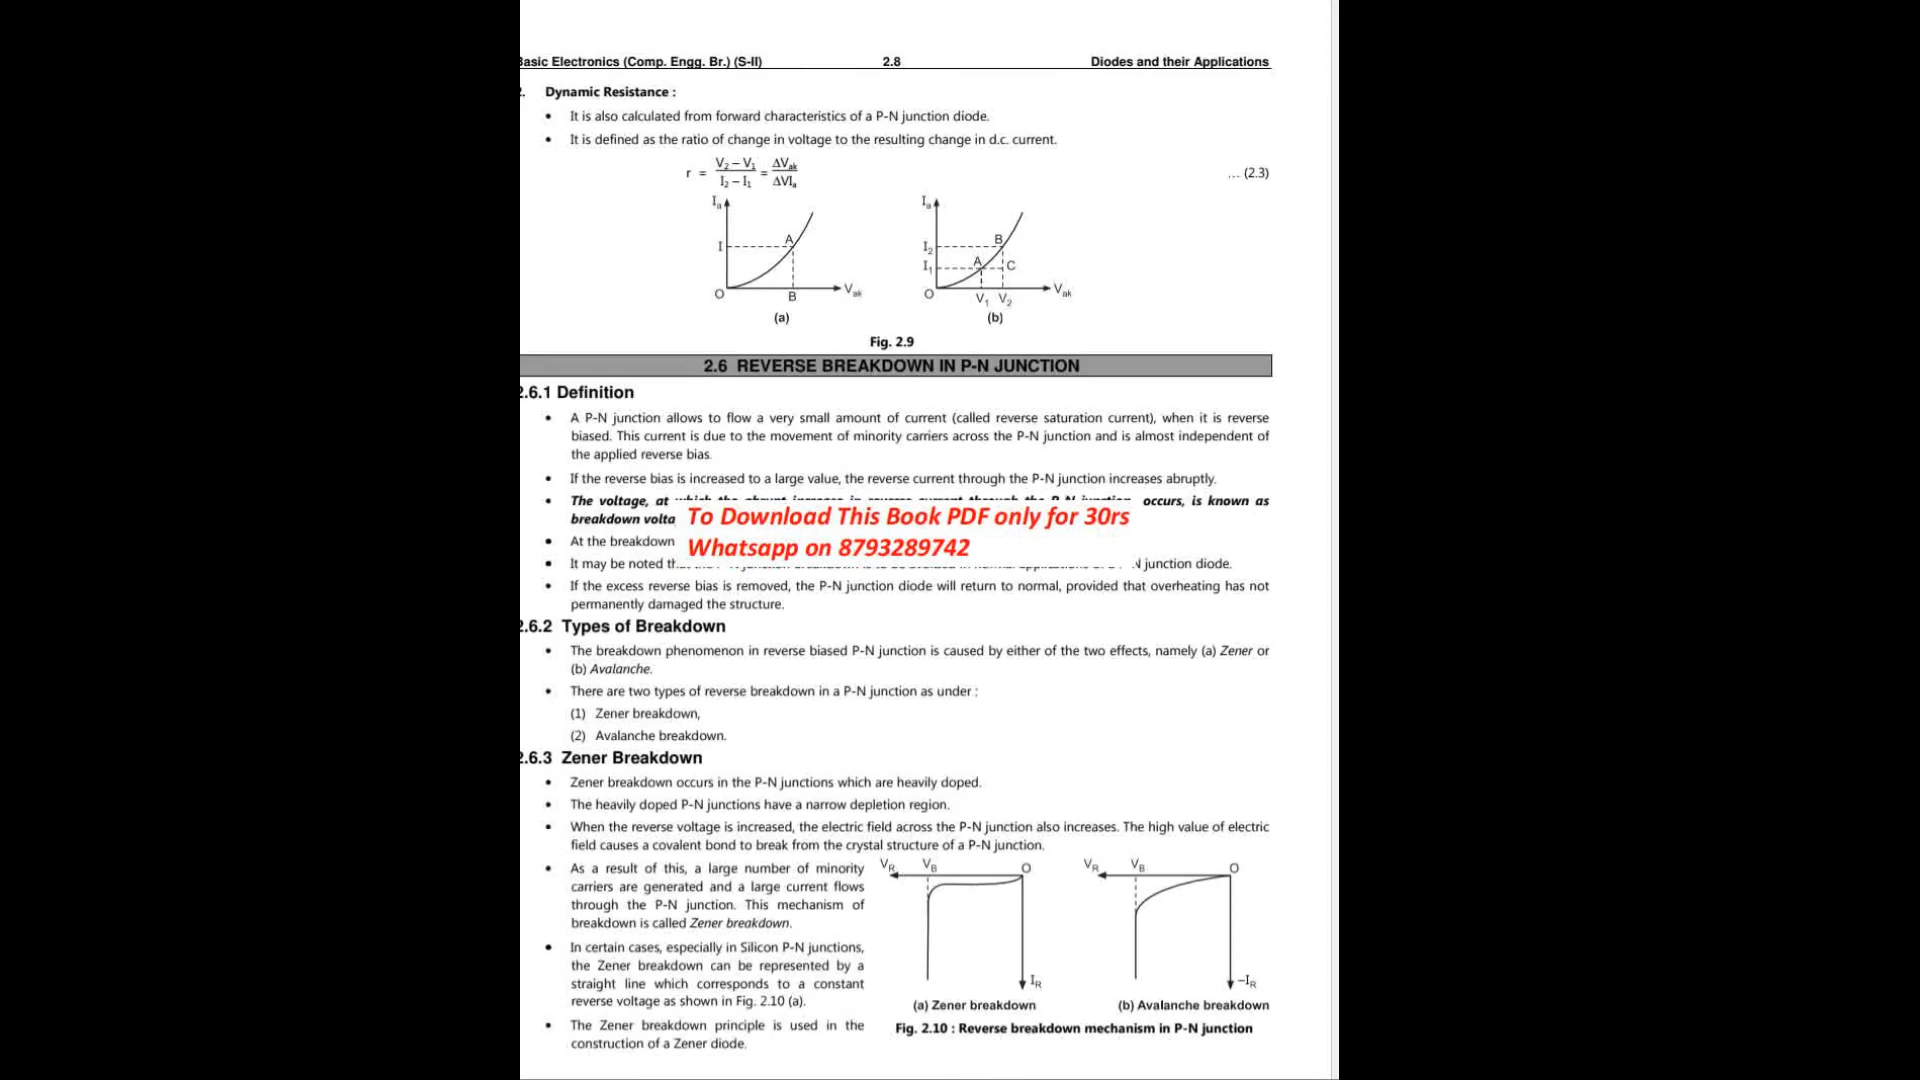 Basic Electronics (Comp. Engg. Br.) (S-II) 2.8 Diodes and their Applications
2. Dynamic Resistance :
• It is also calculated from forward characteristics of a P-N junction diode.
• It is defined as the ratio of change in voltage to the resulting change in d.c. current.
r = V₂ – V₁ / I₂ – I₁ = ΔVₐₖ / ΔVIₐ ... (2.3)
Iₐ Iₐ
I A I₂ B
I₁ A C
O B Vₐₖ O V₁ V₂ Vₐₖ
(a) (b)
Fig. 2.9
2.6 REVERSE BREAKDOWN IN P-N JUNCTION
2.6.1 Definition
• A P-N junction allows to flow a very small amount of current (called reverse saturation current), when it is reverse
biased. This current is due to the movement of minority carriers across the P-N junction and is almost independent of
the applied reverse bias.
• If the reverse bias is increased to a large value, the reverse current through the P-N junction increases abruptly.
• The voltage, at which the abrupt increase in reverse current through the P-N junction occurs, is known as
breakdown volta
To Download This Book PDF only for 30rs
Whatsapp on 8793289742
• At the breakdown
• It may be noted N junction diode.
• If the excess reverse bias is removed, the P-N junction diode will return to normal, provided that overheating has not
permanently damaged the structure.
2.6.2 Types of Breakdown
• The breakdown phenomenon in reverse biased P-N junction is caused by either of the two effects, namely (a) Zener or
(b) Avalanche.
• There are two types of reverse breakdown in a P-N junction as under :
(1) Zener breakdown,
(2) Avalanche breakdown.
2.6.3 Zener Breakdown
• Zener breakdown occurs in the P-N junctions which are heavily doped.
• The heavily doped P-N junctions have a narrow depletion region.
• When the reverse voltage is increased, the electric field across the P-N junction also increases. The high value of electric
field causes a covalent bond to break from the crystal structure of a P-N junction.
• As a result of this, a large number of minority
carriers are generated and a large current flows
through the P-N junction. This mechanism of
breakdown is called Zener breakdown.
• In certain cases, especially in Silicon P-N junctions,
the Zener breakdown can be represented by a
straight line which corresponds to a constant
reverse voltage as shown in Fig. 2.10 (a).
• The Zener breakdown principle is used in the
construction of a Zener diode.
V_R V_B O V_R V_B O
I_R –I_R
(a) Zener breakdown (b) Avalanche breakdown
Fig. 2.10 : Reverse breakdown mechanism in P-N junction